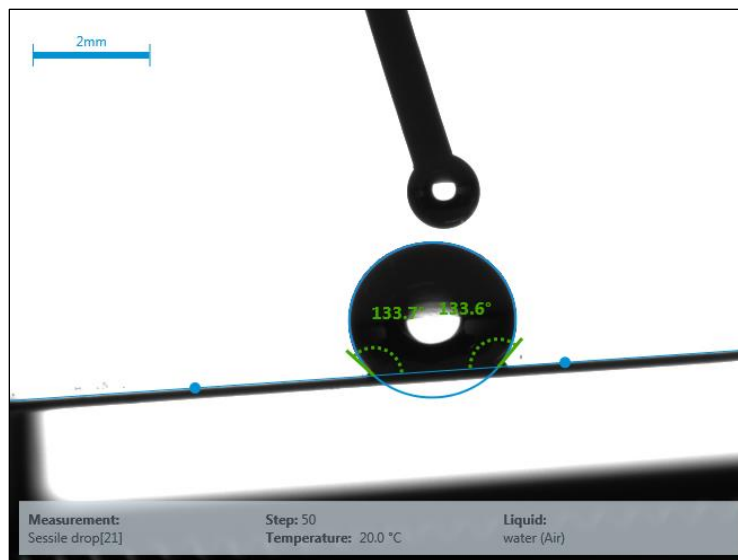 2mm
133.7° 133.6°
Measurement: Step: 50 Liquid:
Sessile drop[21] Temperature: 20.0 °C water (Air)